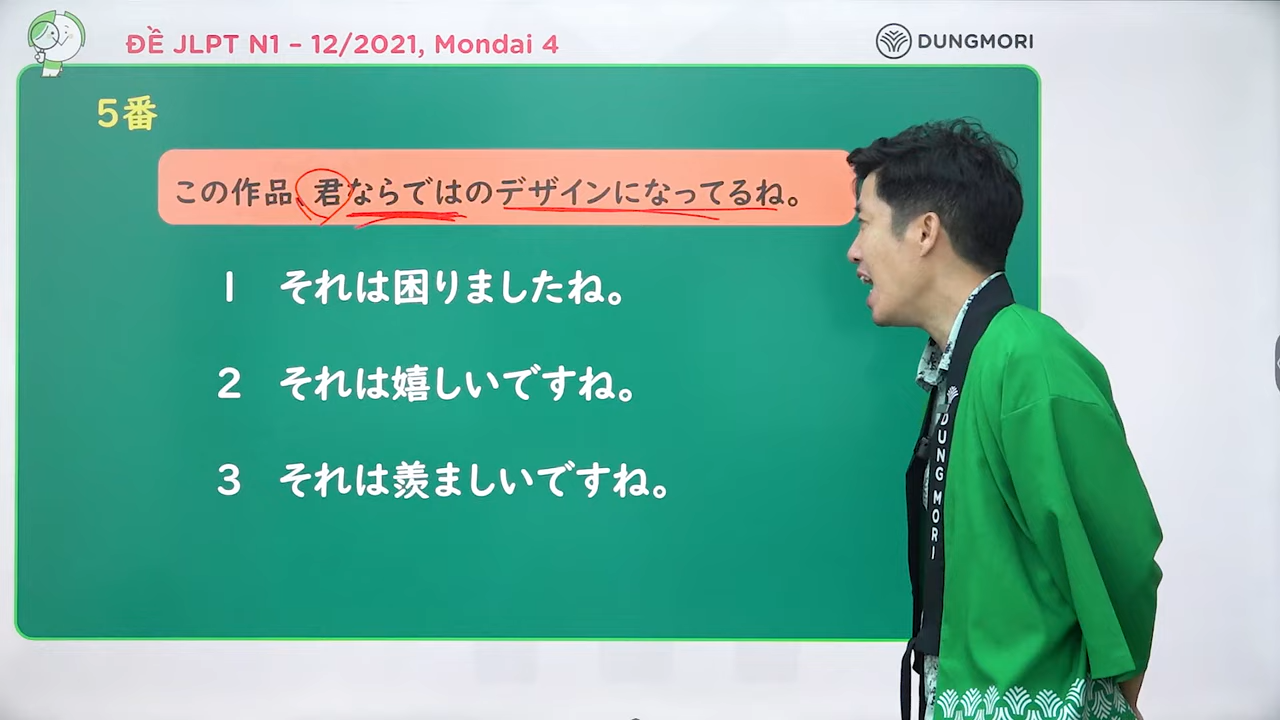 ĐỀ JLPT N1 – 12/2021, Mondai 4
DUNGMORI
5番
この作品、君ならではのデザインになってるね。
1 それは困りましたね。
2 それは嬉しいですね。
3 それは羨ましいですね。
DUNGMORI